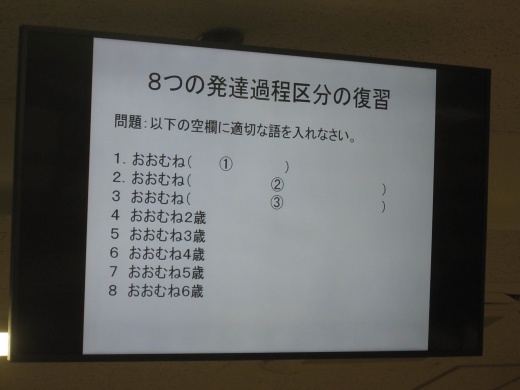 8つの発達過程区分の復習
問題：以下の空欄に適切な語を入れなさい。
1. おおむね( ① )
2. おおむね( ② )
3 おおむね( ③ )
4 おおむね2歳
5 おおむね3歳
6 おおむね4歳
7 おおむね5歳
8 おおむね6歳